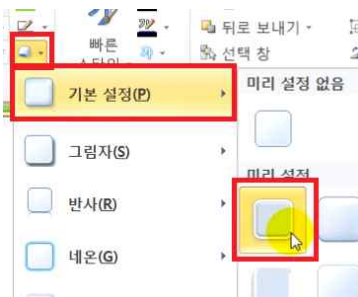 뒤로 보내기
빠른
선택 창
스타일
기본 설정(P)
미리 설정 없음
그림자(S)
미리 설정
반사(R)
네온(G)